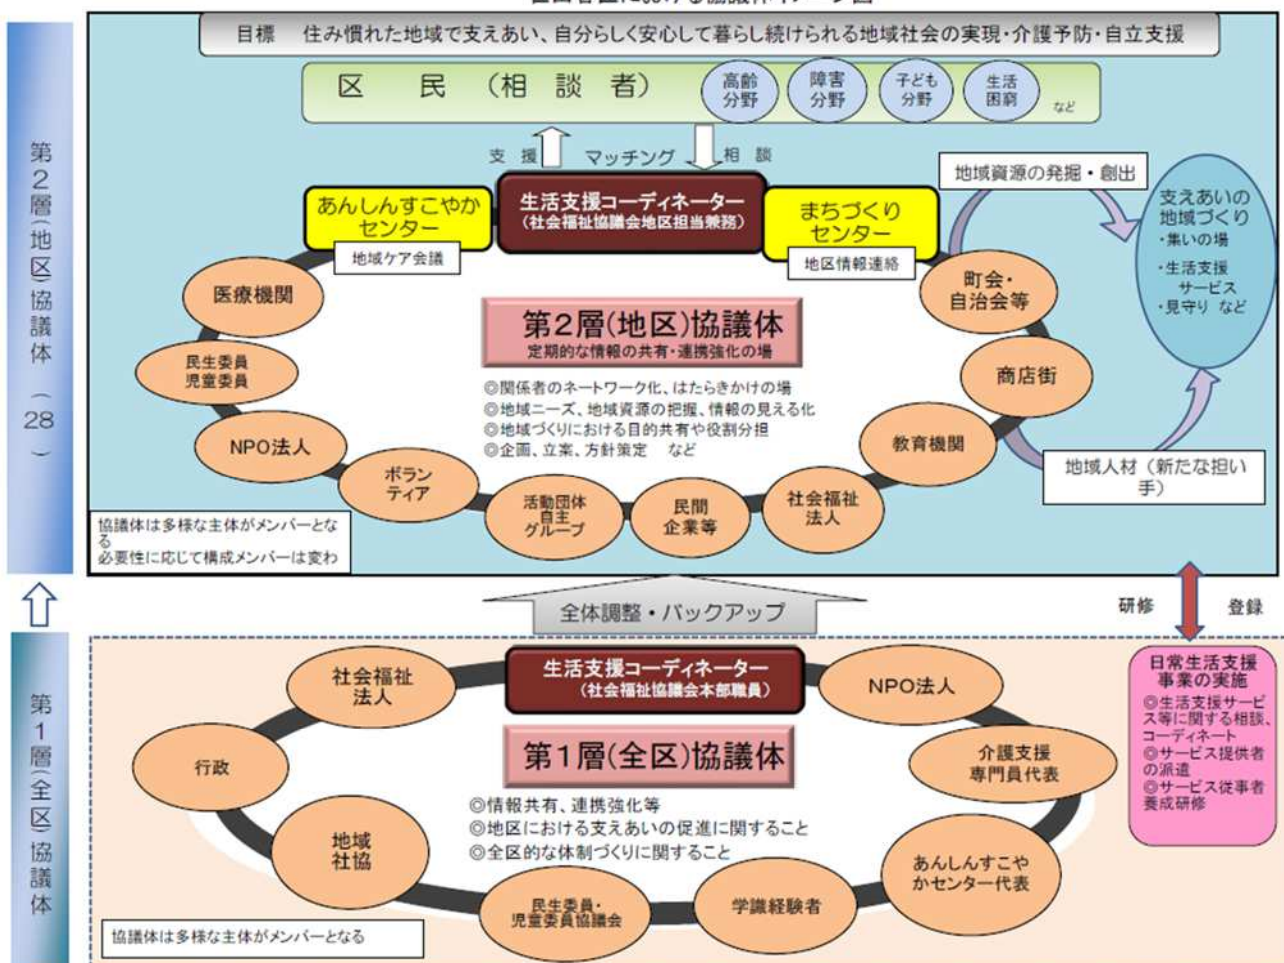 目標 住み慣れた地域で支えあい、自分らしく安心して暮らし続けられる地域社会の実現・介護予防・自立支援
区 民 (相 談 者)
高齢
分野
障害
分野
子ども
分野
生活
困窮
など
支 援
マッチング
相 談
第2層(地区)協議体(28)
あんしんすこやか
センター
地域ケア会議
生活支援コーディネーター
(社会福祉協議会地区担当兼務)
まちづくり
センター
地区情報連絡
地域資源の発掘・創出
支えあいの
地域づくり
・集いの場
・生活支援
サービス
・見守り など
医療機関
民生委員
児童委員
NPO法人
ボラン
ティア
活動団体
自主
グループ
民間
企業等
社会福祉
法人
教育機関
商店街
町会・
自治会等
第2層(地区)協議体
定期的な情報の共有・連携強化の場
◎関係者のネットワーク化、はたらきかけの場
◎地域ニーズ、地域資源の把握、情報の見える化
◎地域づくりにおける目的共有や役割分担
◎企画、立案、方針策定 など
地域人材(新たな担い
手)
協議体は多様な主体がメンバーとな
る
必要性に応じて構成メンバーは変わ
全体調整・バックアップ
研修
登録
第1層(全区)協議体
生活支援コーディネーター
(社会福祉協議会本部職員)
社会福祉
法人
行政
地域
社協
民生委員・
児童委員協議会
学識経験者
あんしんすこや
かセンター代表
介護支援
専門員代表
NPO法人
第1層(全区)協議体
◎情報共有、連携強化等
◎地区における支えあいの促進に関すること
◎全区的な体制づくりに関すること
協議体は多様な主体がメンバーとなる
日常生活支援
事業の実施
◎生活支援サービ
ス等に関する相談、
コーディネート
◎サービス提供者
の派遣
◎サービス従事者
養成研修